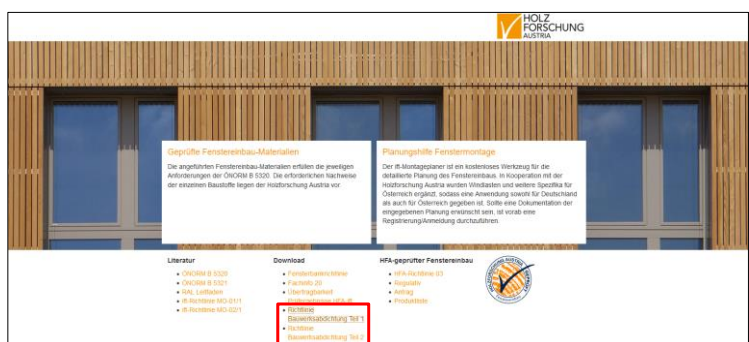 HOLZ
FORSCHUNG
AUSTRIA
Geprüfte Fenstereinbau-Materialien
Die angeführten Fenstereinbau-Materialien erfüllen die jeweiligen
Anforderungen der ÖNORM B 5320. Die erforderlichen Nachweise
der einzelnen Baustoffe liegen der Holzforschung Austria vor
Planungshilfe Fenstermontage
Der ift-Montageplaner ist ein kostenloses Werkzeug für die
detaillierte Planung des Fenstereinbaus. In Kooperation mit der
Holzforschung Austria wurden Windlasten und weitere Spezifika für
Österreich ergänzt, sodass eine Anwendung sowohl für Deutschland
als auch für Österreich gegeben ist. Sollte eine Dokumentation der
eingegebenen Planung erwünscht sein, ist vorab eine
Registrierung/Anmeldung durchzuführen.
Literatur
ÖNORM B 5320
ÖNORM B 5321
RAL Leitfaden
ift-Richtlinie MO-01/1
ift-Richtlinie MO-02/1
Download
Fensterbankrichtlinie
Fachinfo 20
Übertragbarkeit
Richtlinie
Bauwerksabdichtung Teil 1
Richtlinie
Bauwerksabdichtung Teil 2
HFA-geprüfter Fenstereinbau
HFA-Richtlinie 03
Regulativ
Antrag
Produktliste